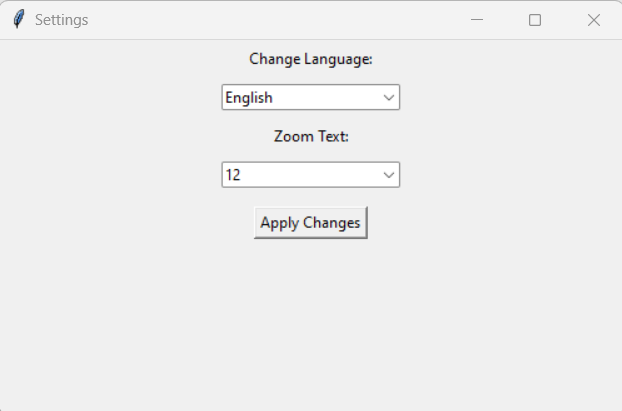 Settings
Change Language:
English
Zoom Text:
12
Apply Changes